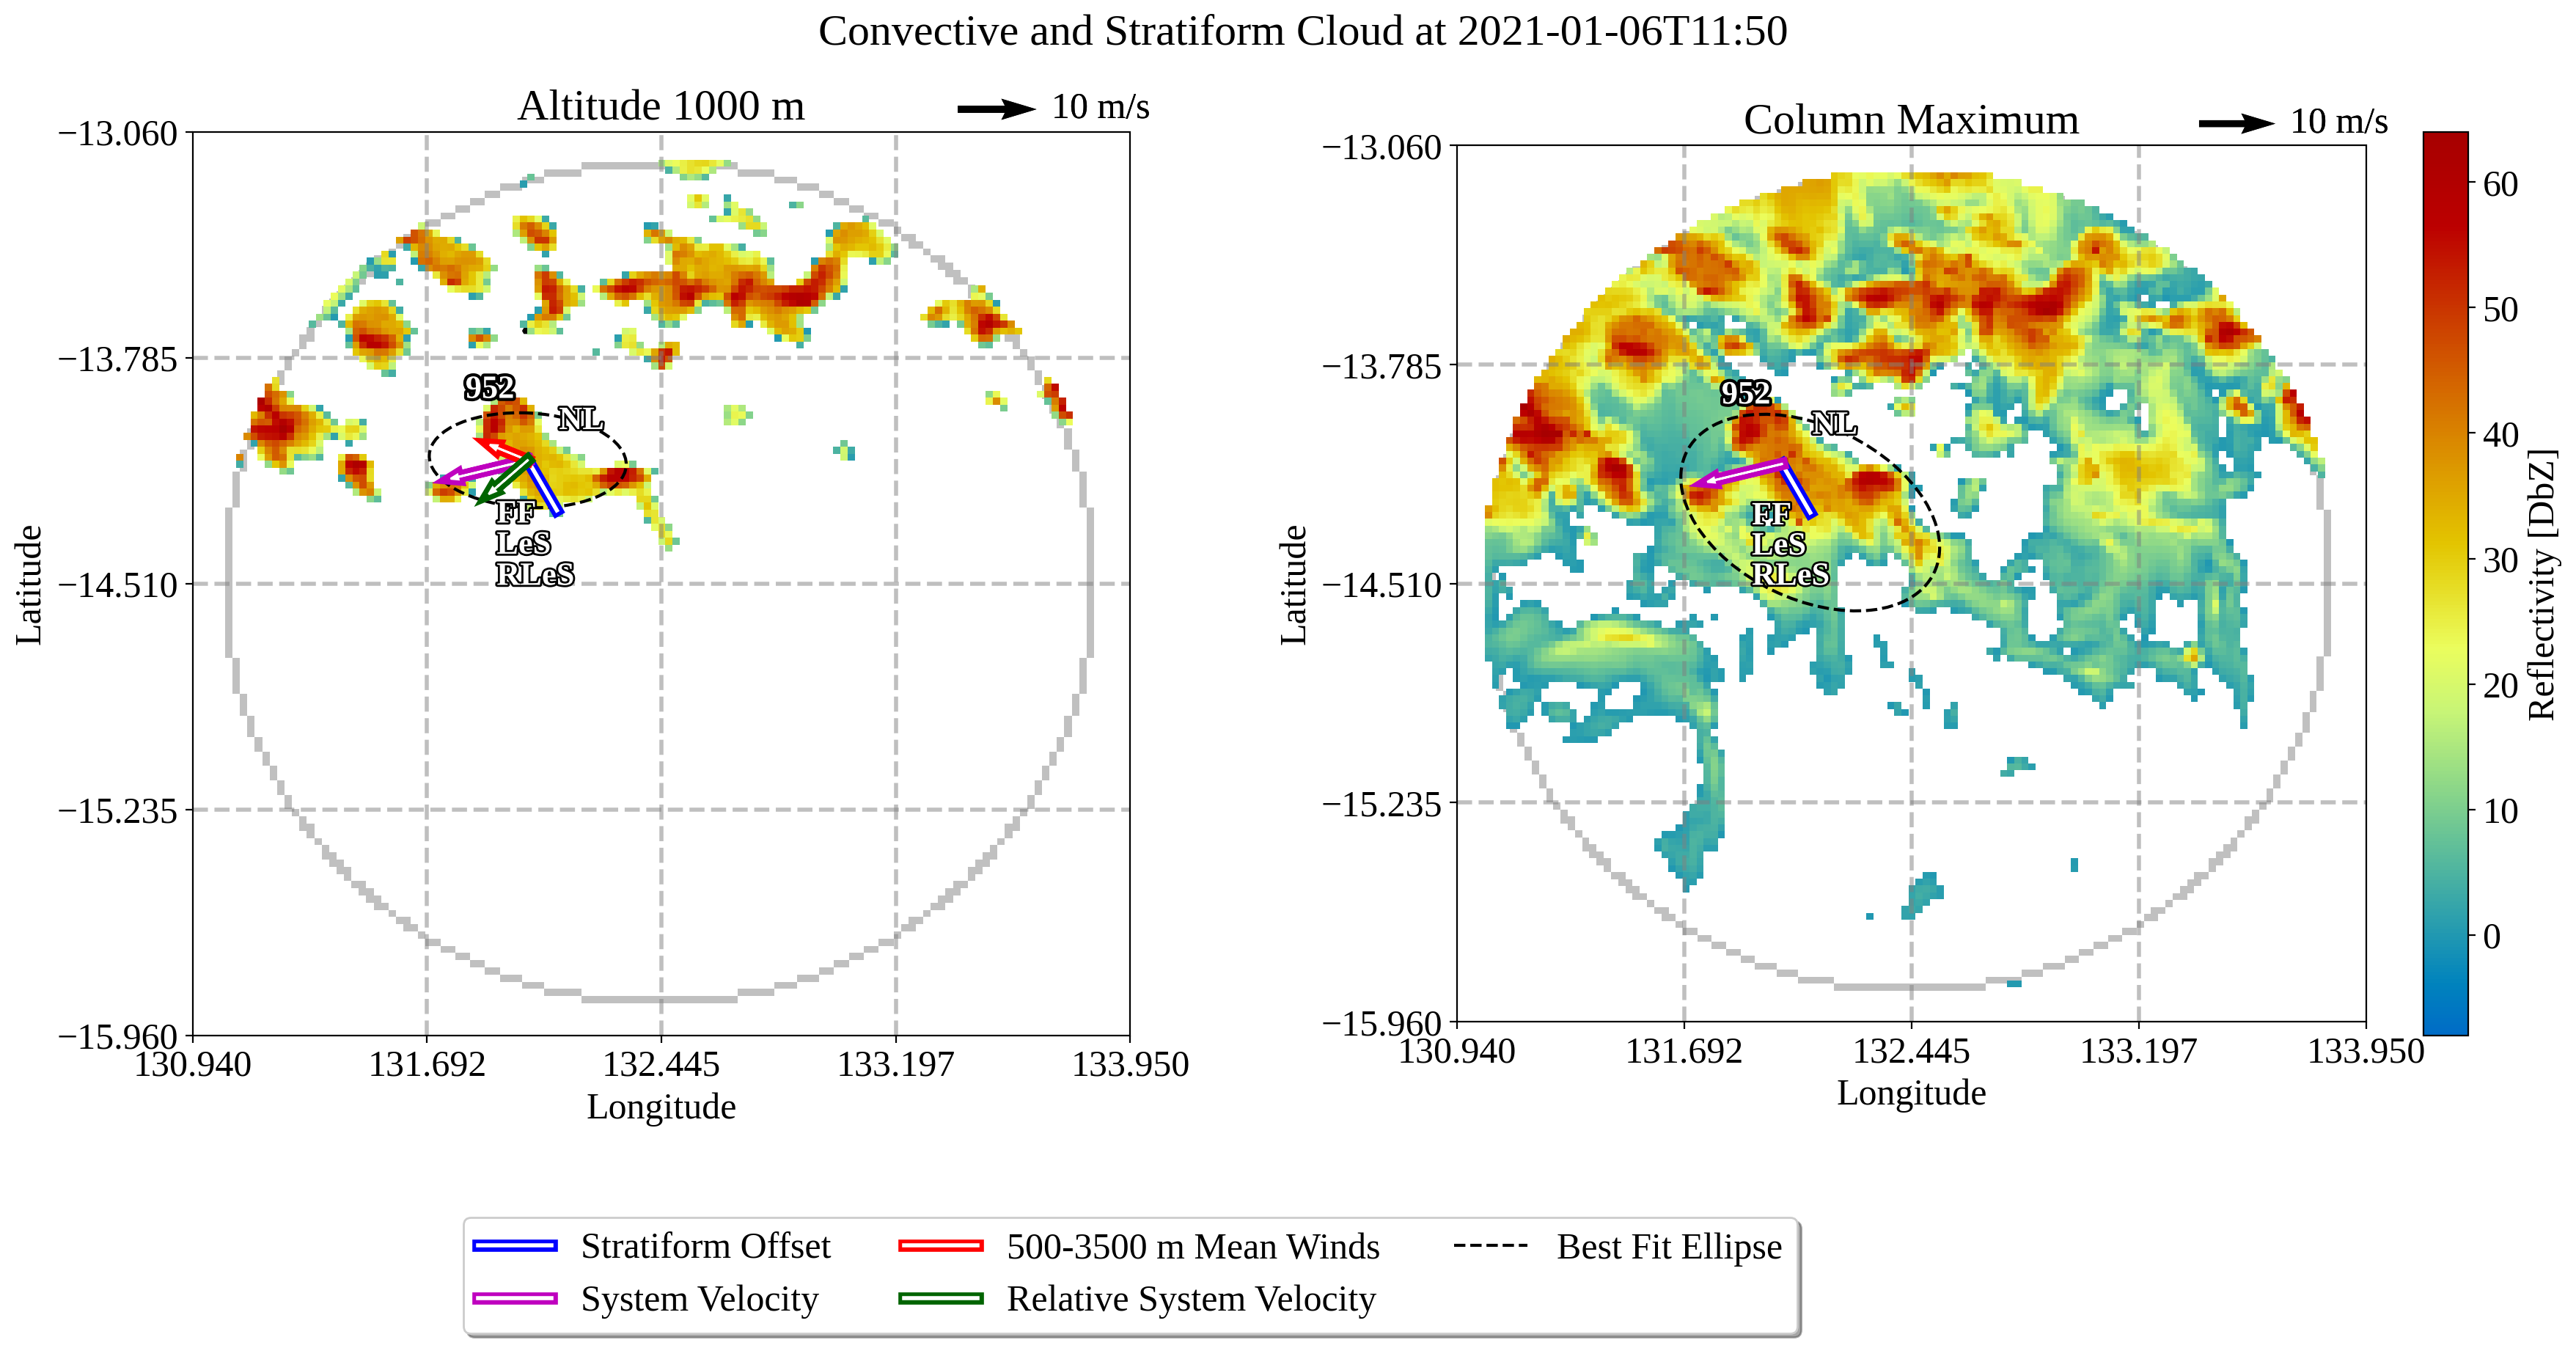 Convective and Stratiform Cloud at 2021-01-06T11:50
Altitude 1000 m
10 m/s
−13.060
−13.785
−14.510
−15.235
−15.960
130.940
131.692
132.445
133.197
133.950
Latitude
Longitude
952
NL
FF
LeS
RLeS
Column Maximum
10 m/s
−13.060
−13.785
−14.510
−15.235
−15.960
130.940
131.692
132.445
133.197
133.950
Latitude
Longitude
952
NL
FF
LeS
RLeS
60
50
40
30
20
10
0
Reflectivity [DbZ]
Stratiform Offset
500-3500 m Mean Winds
Best Fit Ellipse
System Velocity
Relative System Velocity